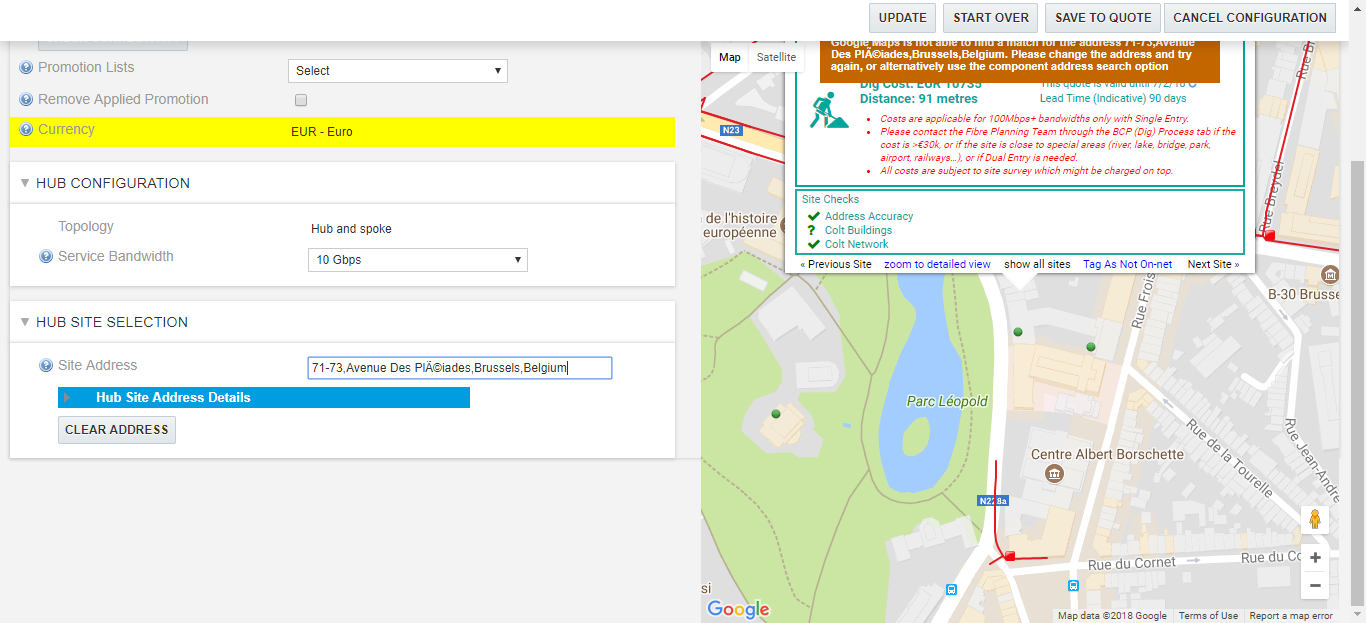 UPDATE
START OVER
SAVE TO QUOTE
CANCEL CONFIGURATION
Promotion Lists
Select
Remove Applied Promotion
Currency
EUR - Euro
HUB CONFIGURATION
Topology
Hub and spoke
Service Bandwidth
10 Gbps
HUB SITE SELECTION
Site Address
71-73,Avenue Des PlÄ©iades,Brussels,Belgium
Hub Site Address Details
CLEAR ADDRESS
Map
Satellite
Google Maps is not able to find a match for the address 71-73,Avenue
Des PlÄ©iades,Brussels,Belgium. Please change the address and try
again, or alternatively use the component address search option
Dig Cost: EUR 10735
This quote is valid until 7/2/18
Distance: 91 metres
Lead Time (Indicative) 90 days
Costs are applicable for 100Mbps+ bandwidths only with Single Entry.
Please contact the Fibre Planning Team through the BCP (Dig) Process tab if the
cost is >€30k, or if the site is close to special areas (river, lake, bridge, park,
airport, railways…), or if Dual Entry is needed.
All costs are subject to site survey which might be charged on top.
Site Checks
Address Accuracy
? Colt Buildings
Colt Network
« Previous Site
zoom to detailed view
show all sites
Tag As Not On-net
Next Site »
N23
de l'histoire
européenne
Rue B
Rue Breydel
B-30 Brusse
Rue Frois
Parc Léopold
Centre Albert Borschette
Rue de la Tourelle
Rue Jean-Andre
N228a
Rue du Cornet
Rue du Co
si
+
−
Google
Map data ©2018 Google
Terms of Use
Report a map error